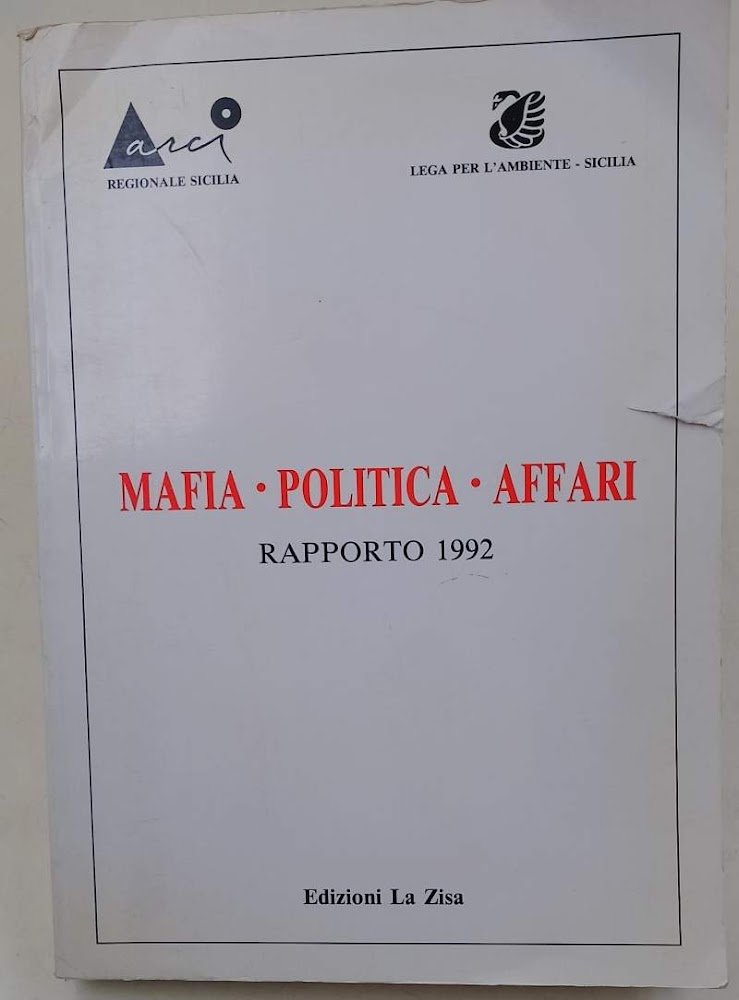 arci
REGIONALE SICILIA
LEGA PER L'AMBIENTE - SICILIA
MAFIA • POLITICA • AFFARI
RAPPORTO 1992
Edizioni La Zisa